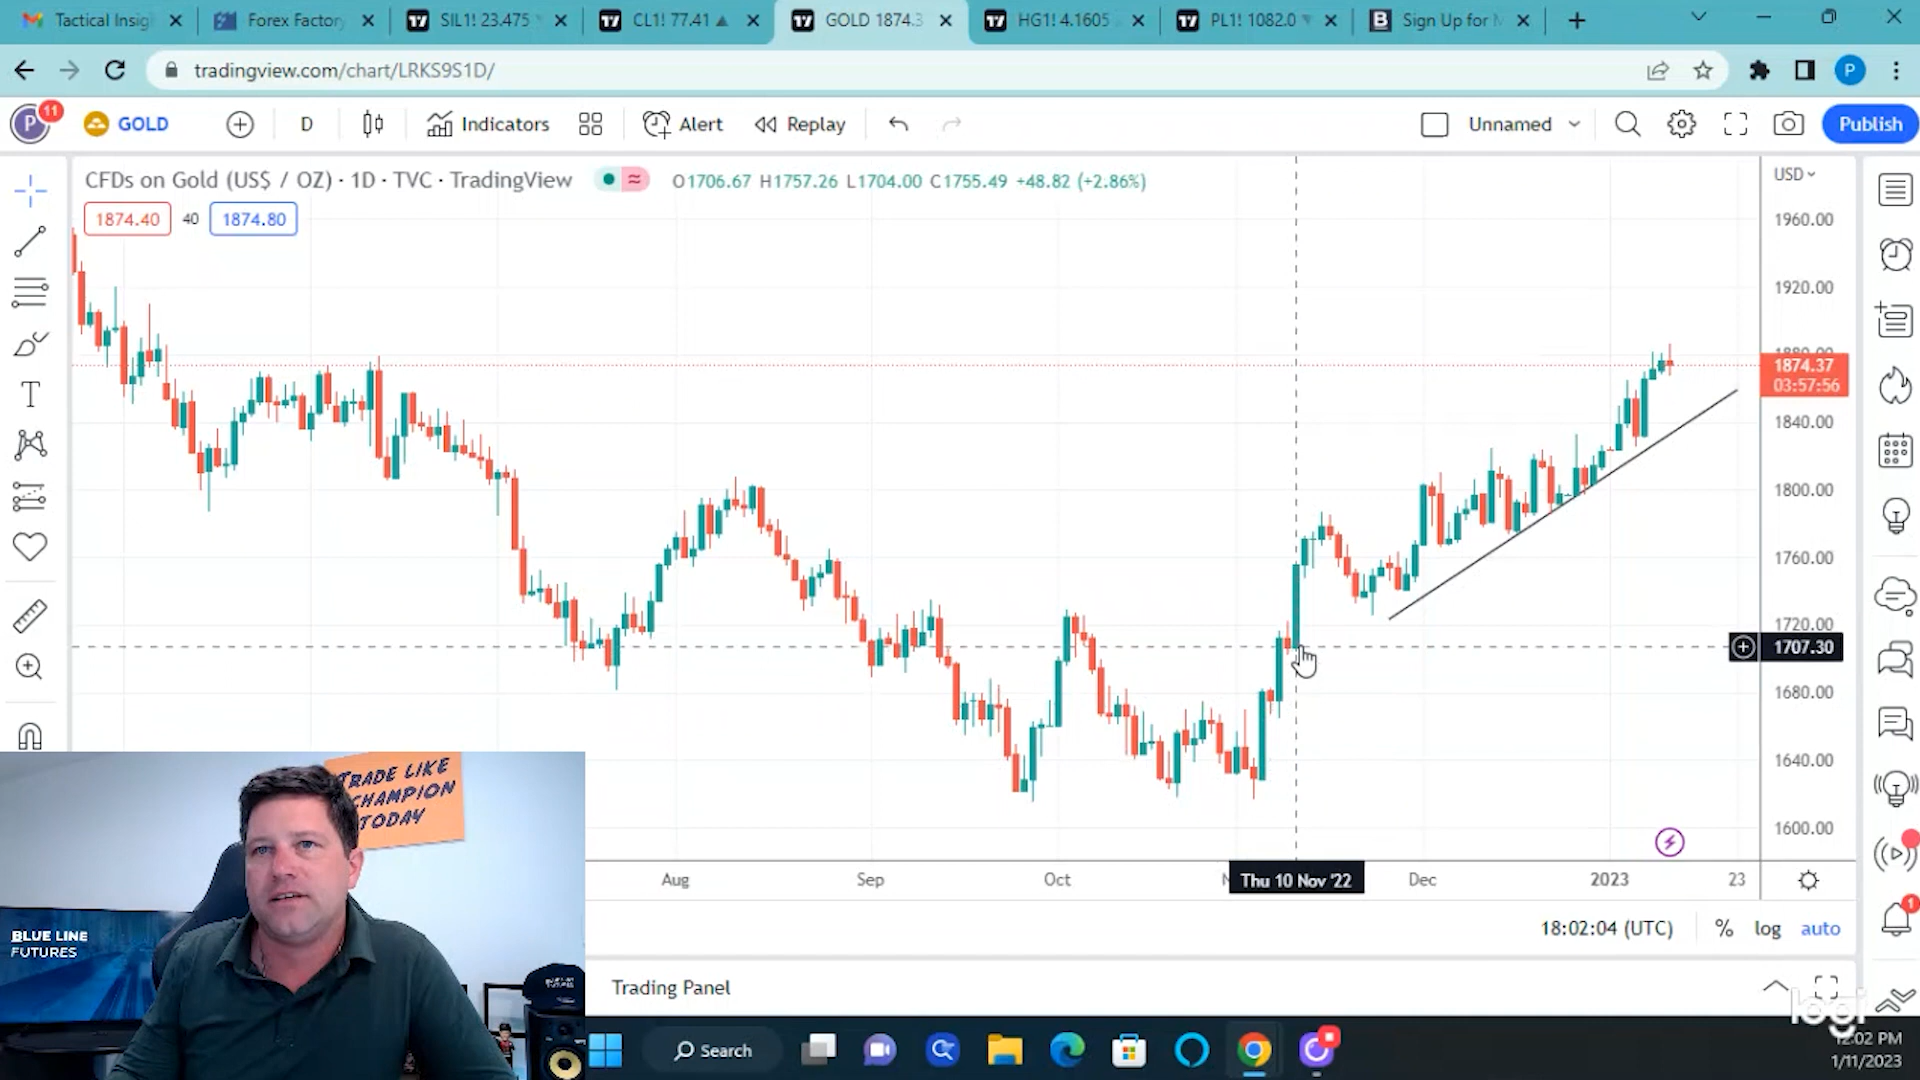 Tactical Insig
Forex Factory
SIL1! 23.475
CL1! 77.41 ▲
GOLD 1874.3
HG1! 4.1605
PL1! 1082.0 ▼
B
Sign Up for
tradingview.com/chart/LRKS9S1D/
P
P
11
GOLD
D
Indicators
Alert
Replay
Unnamed
Publish
CFDs on Gold (US$ / OZ) · 1D · TVC · TradingView
O1706.67 H1757.26 L1704.00 C1755.49 +48.82 (+2.86%)
1874.40
40
1874.80
USD
1960.00
1920.00
1880.00
1874.37
03:57:56
1840.00
1800.00
1760.00
1720.00
1707.30
1680.00
1640.00
1600.00
Aug
Sep
Oct
Thu 10 Nov '22
Dec
2023
23
18:02:04 (UTC)
%
log
auto
1
T
TRADE LIKE
CHAMPION
TODAY
BLUE LINE
FUTURES
Trading Panel
logi
Search
12:02 PM
1/11/2023